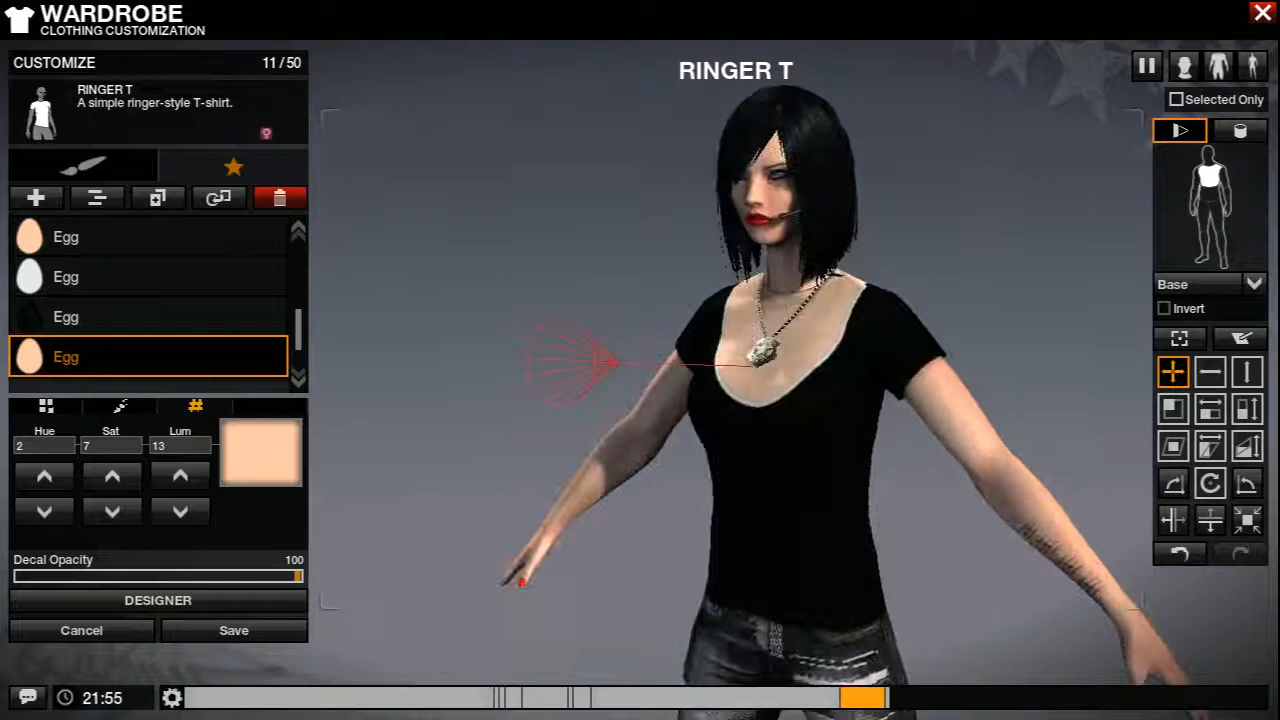 WARDROBE
CLOTHING CUSTOMIZATION
CUSTOMIZE 11/50
RINGER T
A simple ringer-style T-shirt.
RINGER T
Selected Only
Egg
Egg
Egg
Egg
Base
Invert
Hue Sat Lum
2 7 13
Decal Opacity 100
DESIGNER
Cancel Save
21:55